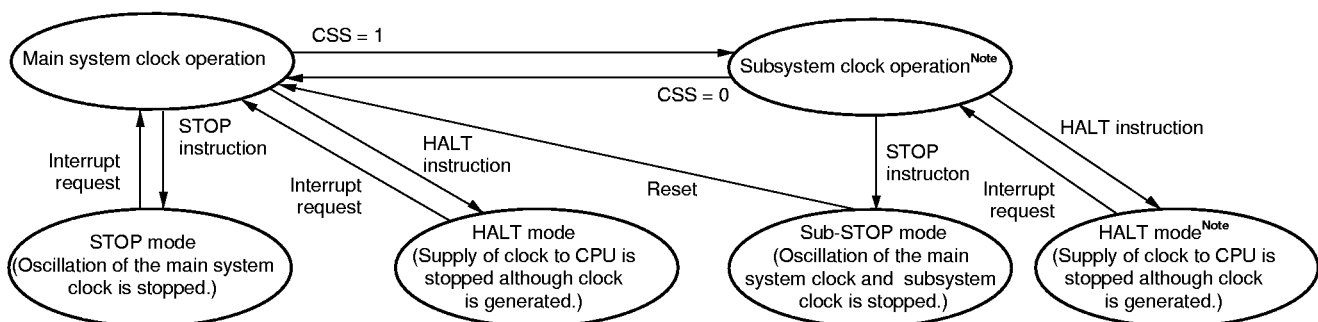 CSS = 1
Main system clock operation
Subsystem clock operationNote
CSS = 0
STOP
instruction
HALT
instruction
HALT instruction
Interrupt
request
Interrupt
request
Reset
STOP
instructon
Interrupt
request
STOP mode
(Oscillation of the main system
clock is stopped.)
HALT mode
(Supply of clock to CPU is
stopped although clock
is generated.)
Sub-STOP mode
(Oscillation of the main
system clock and subsystem
clock is stopped.)
HALT modeNote
(Supply of clock to CPU is
stopped although clock
is generated.)